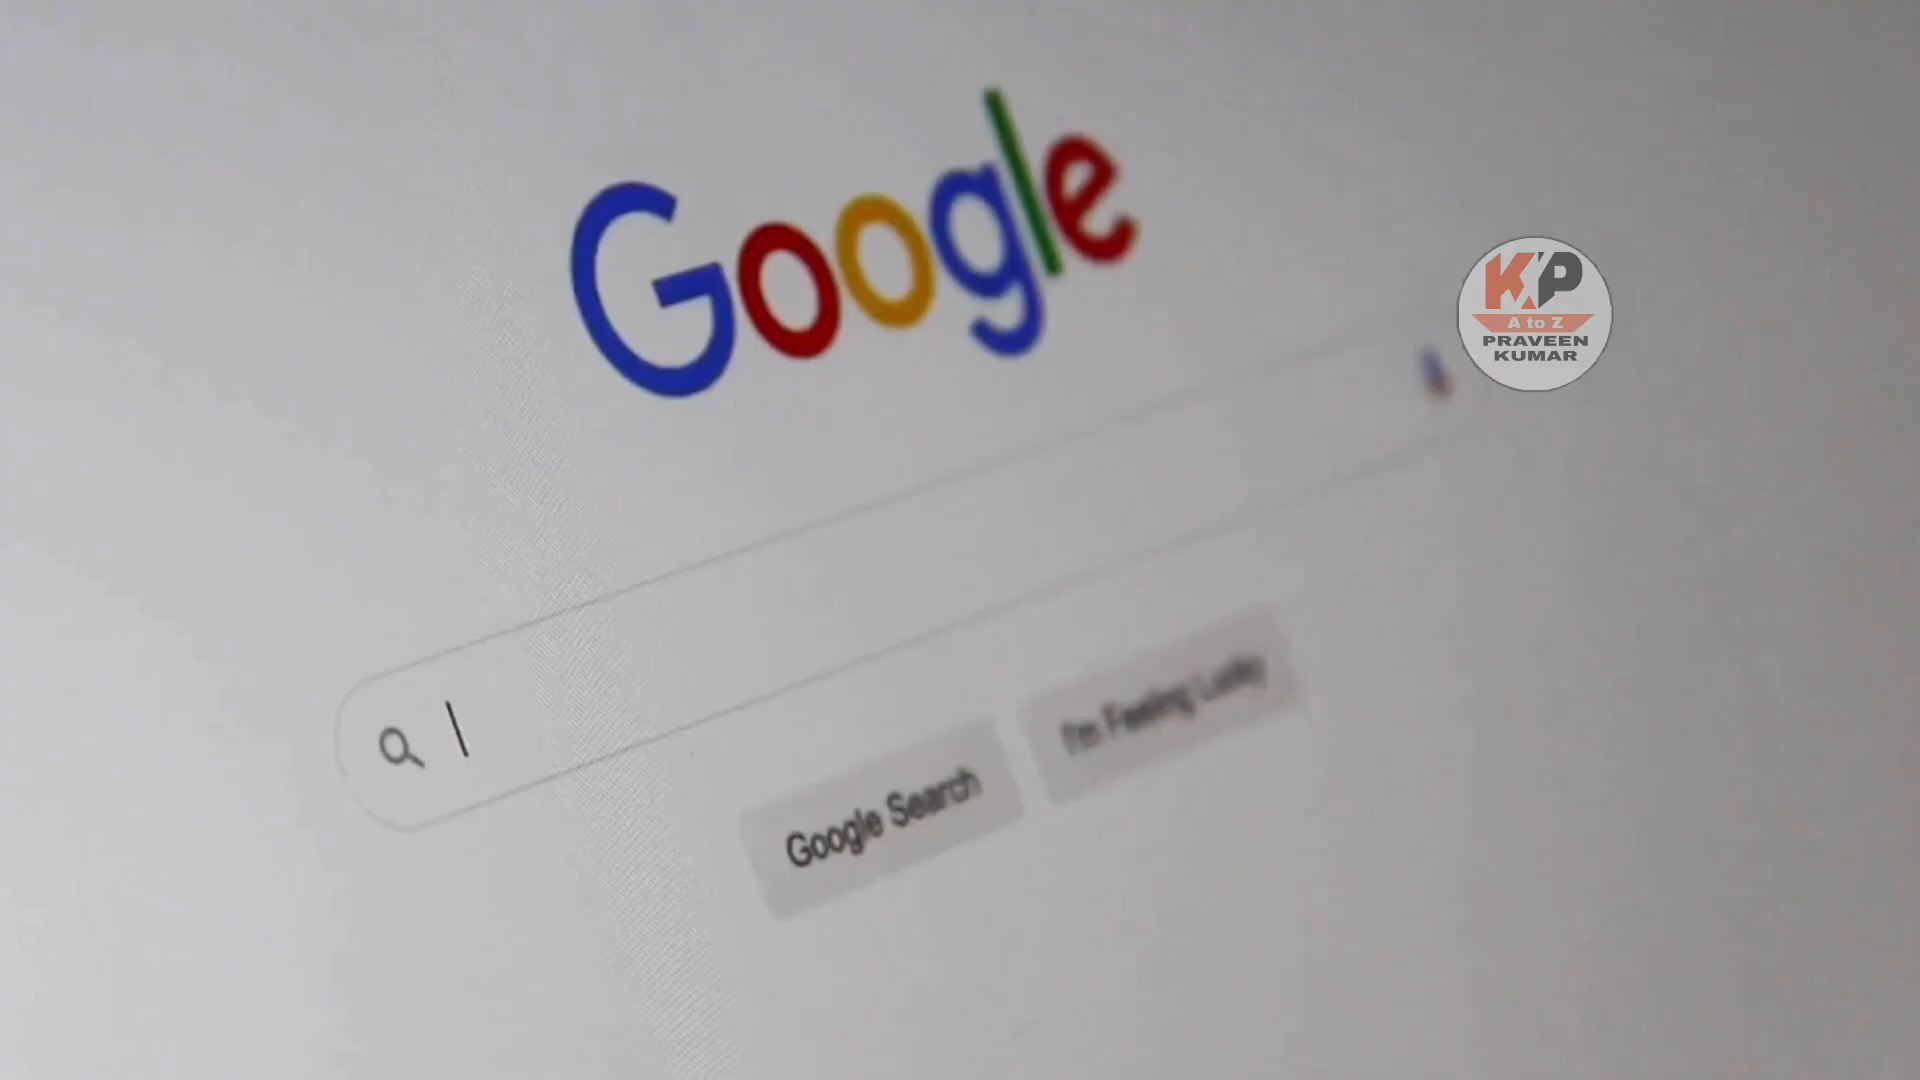 Google
KP
A to Z
PRAVEEN
KUMAR
Google Search
I'm Feeling Lucky